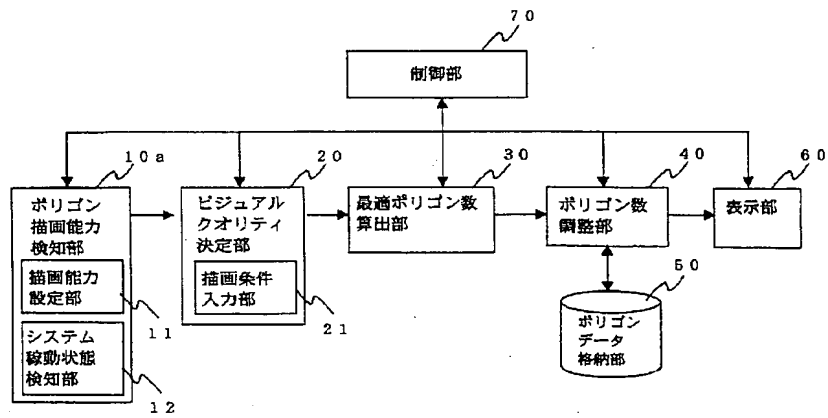 70
制御部
10a
ポリゴン
描画能力
検知部
描画能力
設定部
11
システム
稼動状態
検知部
12
20
ビジュアル
クオリティ
決定部
描画条件
入力部
21
30
最適ポリゴン数
算出部
40
ポリゴン数
調整部
50
ポリゴン
データ
格納部
60
表示部